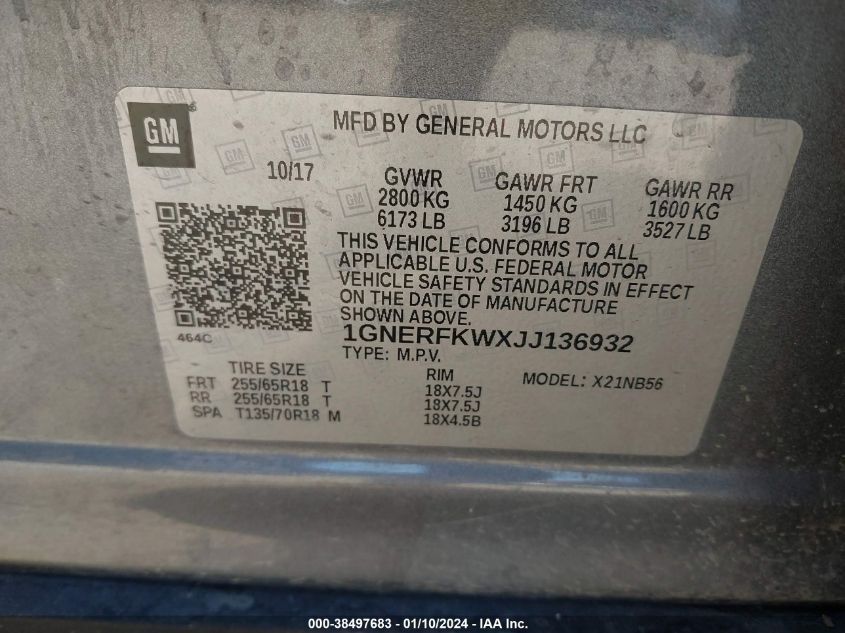 GM
MFD BY GENERAL MOTORS LLC
10/17
GVWR
2800 KG
6173 LB
GAWR FRT
1450 KG
3196 LB
GAWR RR
1600 KG
3527 LB
THIS VEHICLE CONFORMS TO ALL
APPLICABLE U.S. FEDERAL MOTOR
VEHICLE SAFETY STANDARDS IN EFFECT
ON THE DATE OF MANUFACTURE
SHOWN ABOVE.
464C
1GNERFKWXJJ136932
TYPE: M.P.V.
TIRE SIZE RIM
MODEL: X21NB56
FRT 255/65R18 T 18X7.5J
RR 255/65R18 T 18X7.5J
SPA T135/70R18 M 18X4.5B
000-38497683 - 01/10/2024 - IAA Inc.